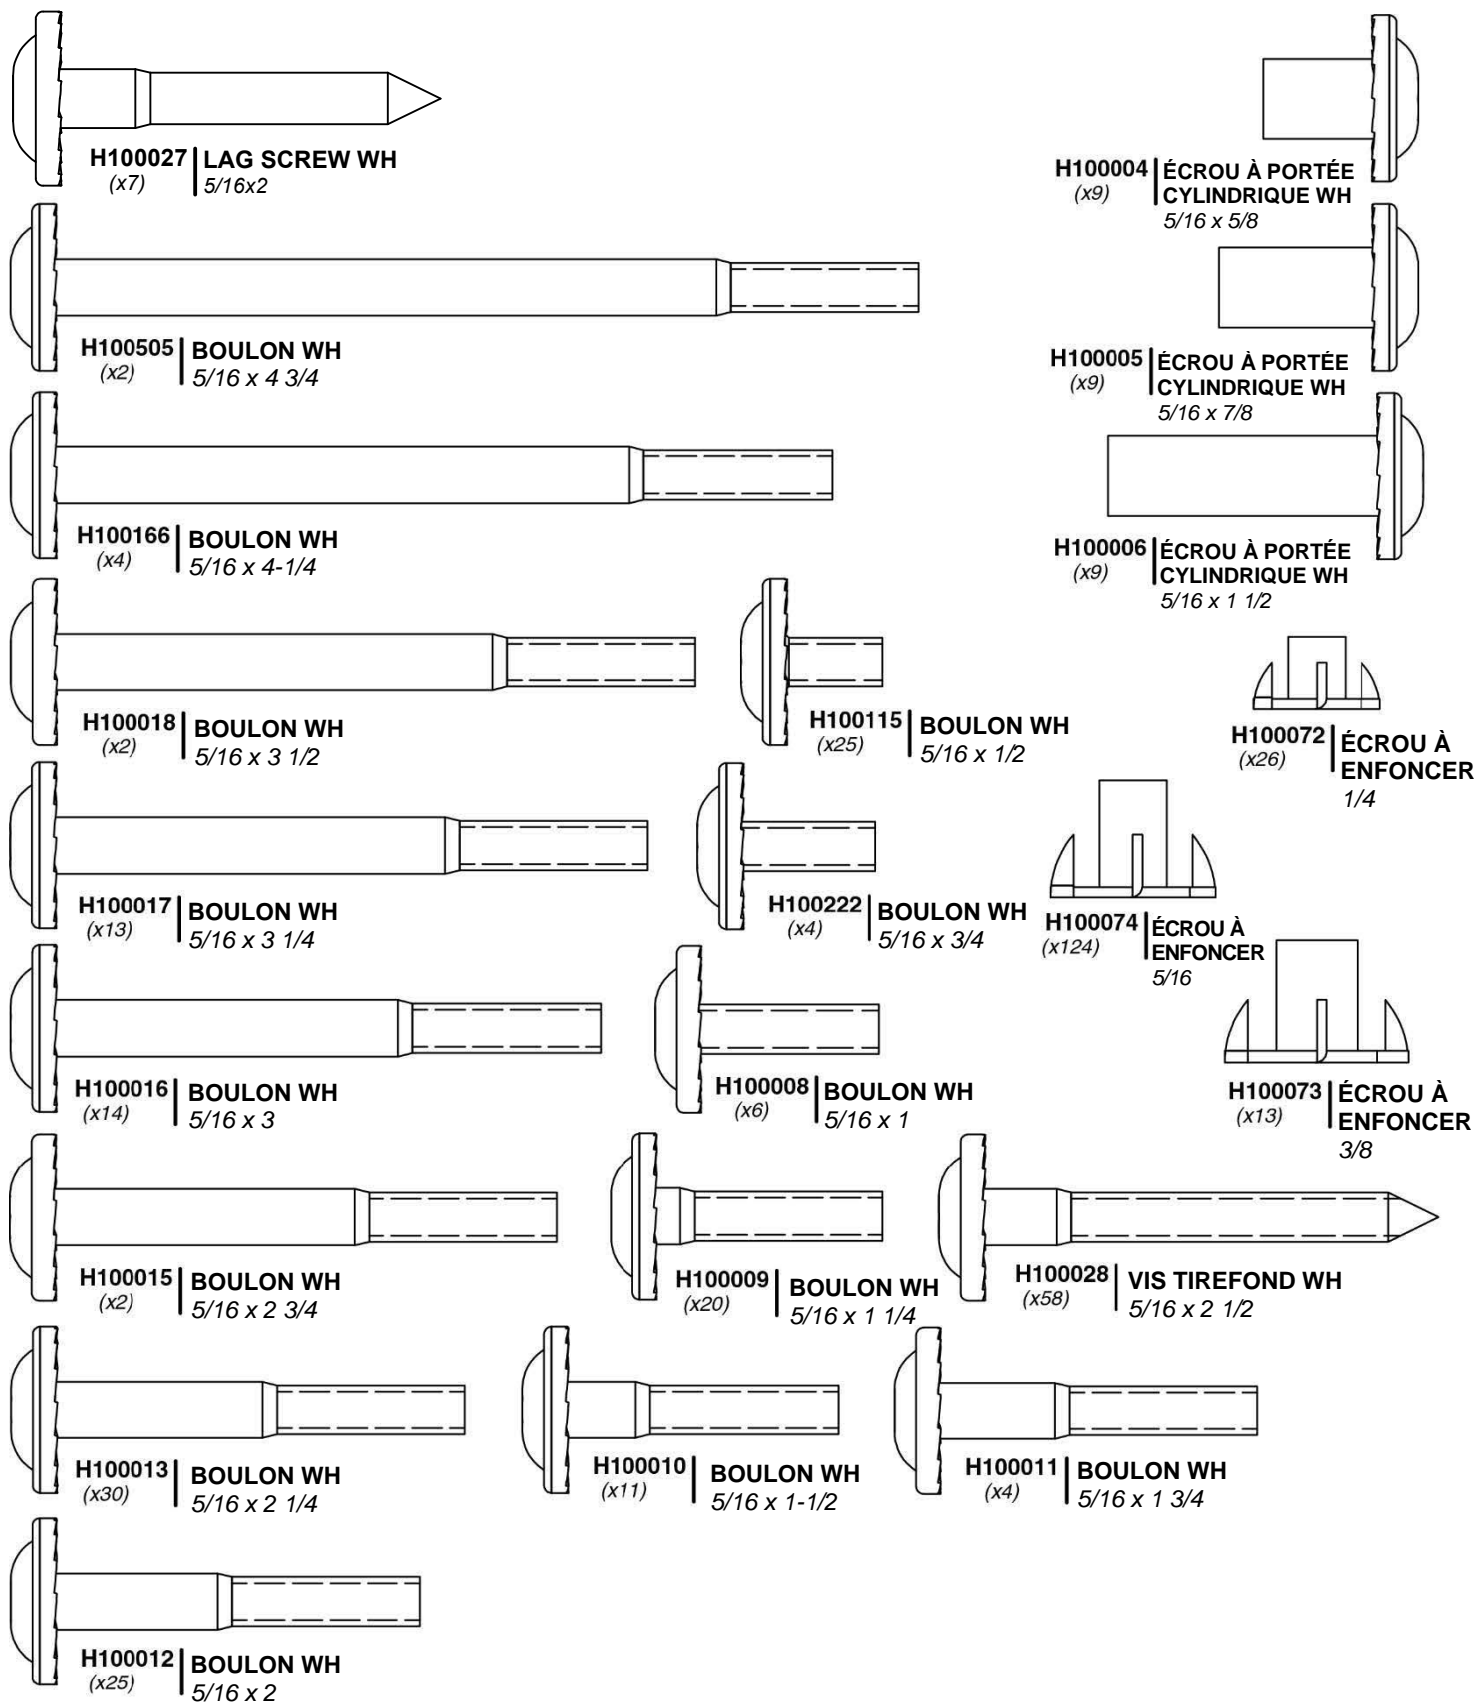 H100027 LAG SCREW WH
(x7) 5/16x2
H100004 ÉCROU À PORTÉE
(x9) CYLINDRIQUE WH
5/16 x 5/8
H100505 BOULON WH
(x2) 5/16 x 4 3/4
H100005 ÉCROU À PORTÉE
(x9) CYLINDRIQUE WH
5/16 x 7/8
H100166 BOULON WH
(x4) 5/16 x 4-1/4
H100006 ÉCROU À PORTÉE
(x9) CYLINDRIQUE WH
5/16 x 1 1/2
H100018 BOULON WH
(x2) 5/16 x 3 1/2
H100115 BOULON WH
(x25) 5/16 x 1/2
H100072 ÉCROU À
(x26) ENFONCER
1/4
H100017 BOULON WH
(x13) 5/16 x 3 1/4
H100222 BOULON WH
(x4) 5/16 x 3/4
H100074 ÉCROU À
(x124) ENFONCER
5/16
H100016 BOULON WH
(x14) 5/16 x 3
H100008 BOULON WH
(x6) 5/16 x 1
H100073 ÉCROU À
(x13) ENFONCER
3/8
H100015 BOULON WH
(x2) 5/16 x 2 3/4
H100009 BOULON WH
(x20) 5/16 x 1 1/4
H100028 VIS TIREFOND WH
(x58) 5/16 x 2 1/2
H100013 BOULON WH
(x30) 5/16 x 2 1/4
H100010 BOULON WH
(x11) 5/16 x 1-1/2
H100011 BOULON WH
(x4) 5/16 x 1 3/4
H100012 BOULON WH
(x25) 5/16 x 2